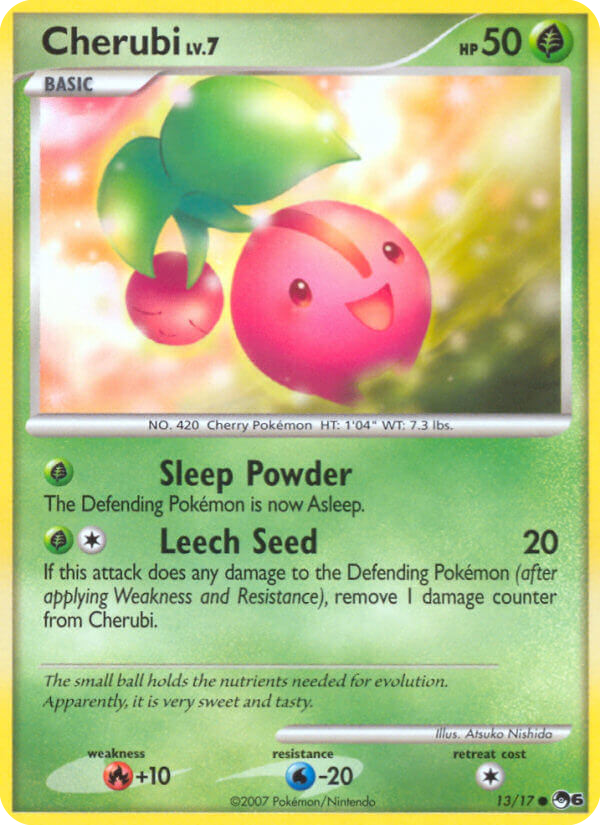 Cherubi LV.7
HP 50
BASIC
NO. 420 Cherry Pokémon HT: 1'04" WT: 7.3 lbs.
Sleep Powder
The Defending Pokémon is now Asleep.
Leech Seed 20
If this attack does any damage to the Defending Pokémon (after
applying Weakness and Resistance), remove 1 damage counter
from Cherubi.
The small ball holds the nutrients needed for evolution.
Apparently, it is very sweet and tasty.
Illus. Atsuko Nishida
weakness resistance retreat cost
+10 -20
©2007 Pokémon/Nintendo
13/17 ● 6